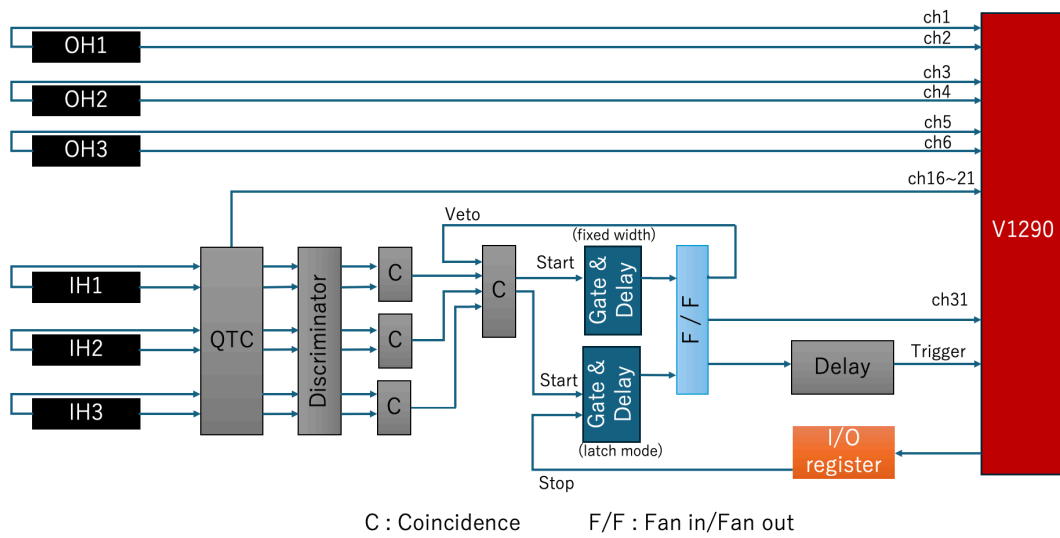 OH1
ch1
ch2
OH2
ch3
ch4
OH3
ch5
ch6
ch16~21
V1290
Veto
(fixed width)
IH1
IH2
IH3
QTC
Discriminator
C
C
C
C
Start
Gate &
Delay
Start
Gate &
Delay
(latch mode)
Stop
F / F
ch31
Delay
Trigger
I/O
register
C : Coincidence
F/F : Fan in/Fan out